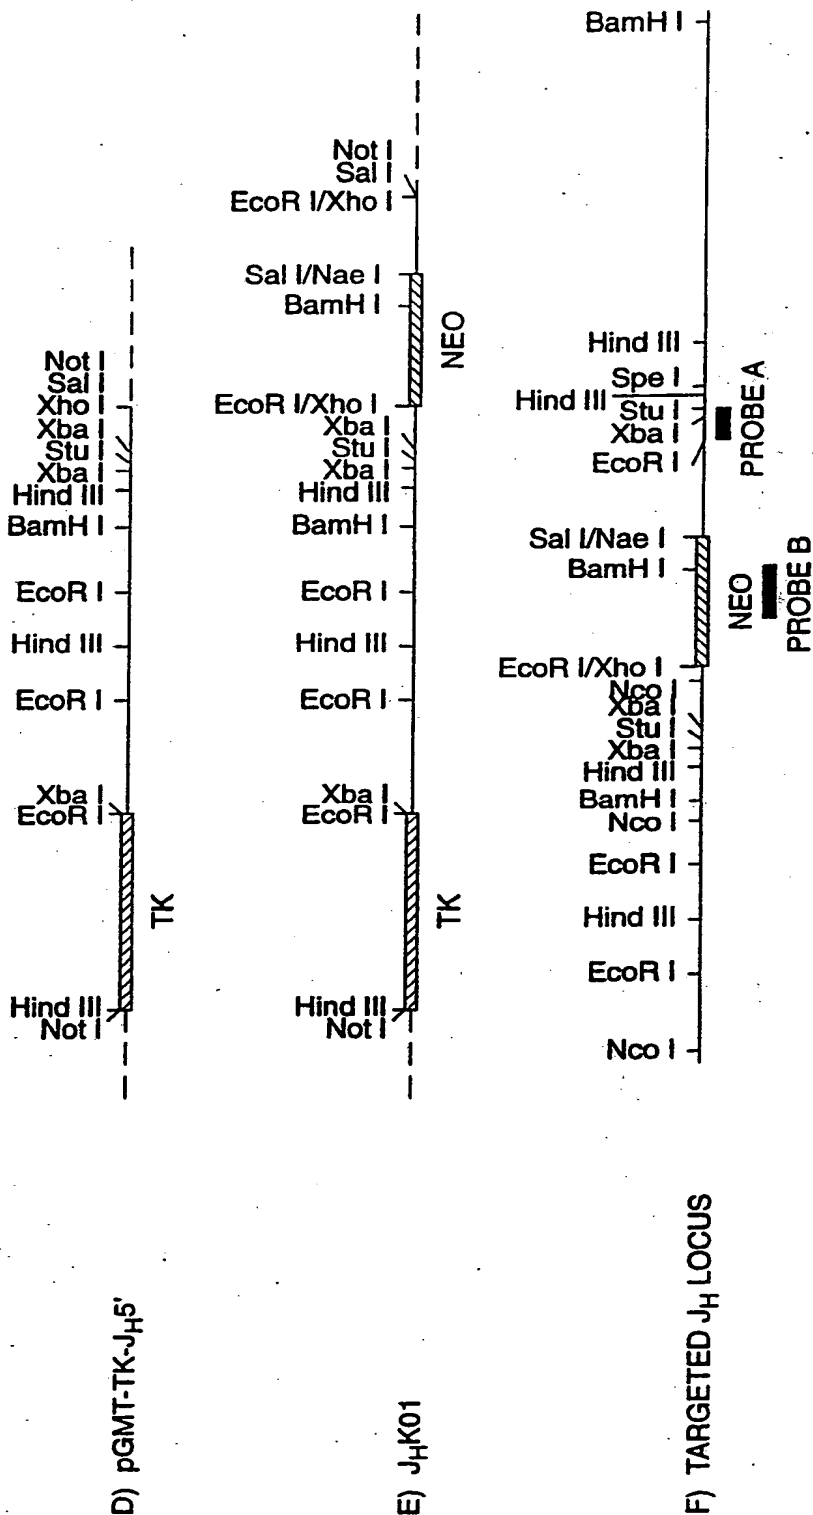 D) pGMT-TK-JH5'
Not I
Sal I
Xho I
Xba I
Stu I
Xba I
Hind III
BamH I
EcoR I
Hind III
EcoR I
Xba I
EcoR I
Hind III
Not I
TK
E) JHK01
Not I
Sal I
EcoR I/Xho I
Sal I/Nae I
BamH I
EcoR I/Xho I
Xba I
Stu I
Xba I
Hind III
BamH I
EcoR I
Hind III
EcoR I
Xba I
EcoR I
Hind III
Not I
NEO
TK
F) TARGETED JH LOCUS
BamH I
Hind III
Spe I
Hind III
Stu I
Xba I
EcoR I
Sal I/Nae I
BamH I
EcoR I/Xho I
Nco I
Xba I
Stu I
Xba I
Hind III
BamH I
Nco I
EcoR I
Hind III
EcoR I
Nco I
PROBE A
NEO
PROBE B